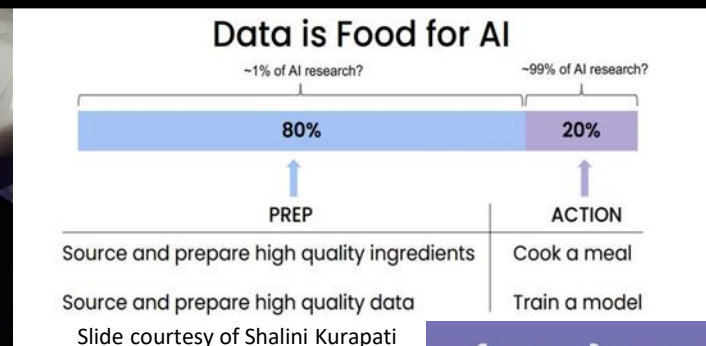 Data is Food for AI
~1% of AI research? ~99% of AI research?
80% 20%
PREP ACTION
Source and prepare high quality ingredients Cook a meal
Source and prepare high quality data Train a model
Slide courtesy of Shalini Kurapati